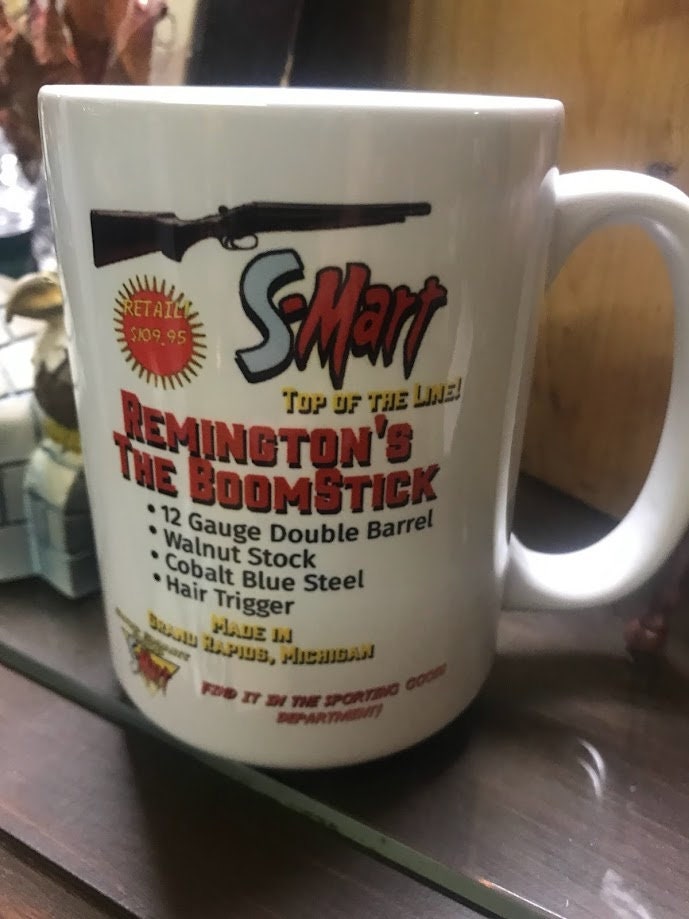 RETAIL
$109.95
S-Mart
TOP OF THE LINE!
REMINGTON'S
THE BOOMSTICK
• 12 Gauge Double Barrel
• Walnut Stock
• Cobalt Blue Steel
• Hair Trigger
MADE IN
GRAND RAPIDS, MICHIGAN
FIND IT IN THE SPORTING GOODS
DEPARTMENT!